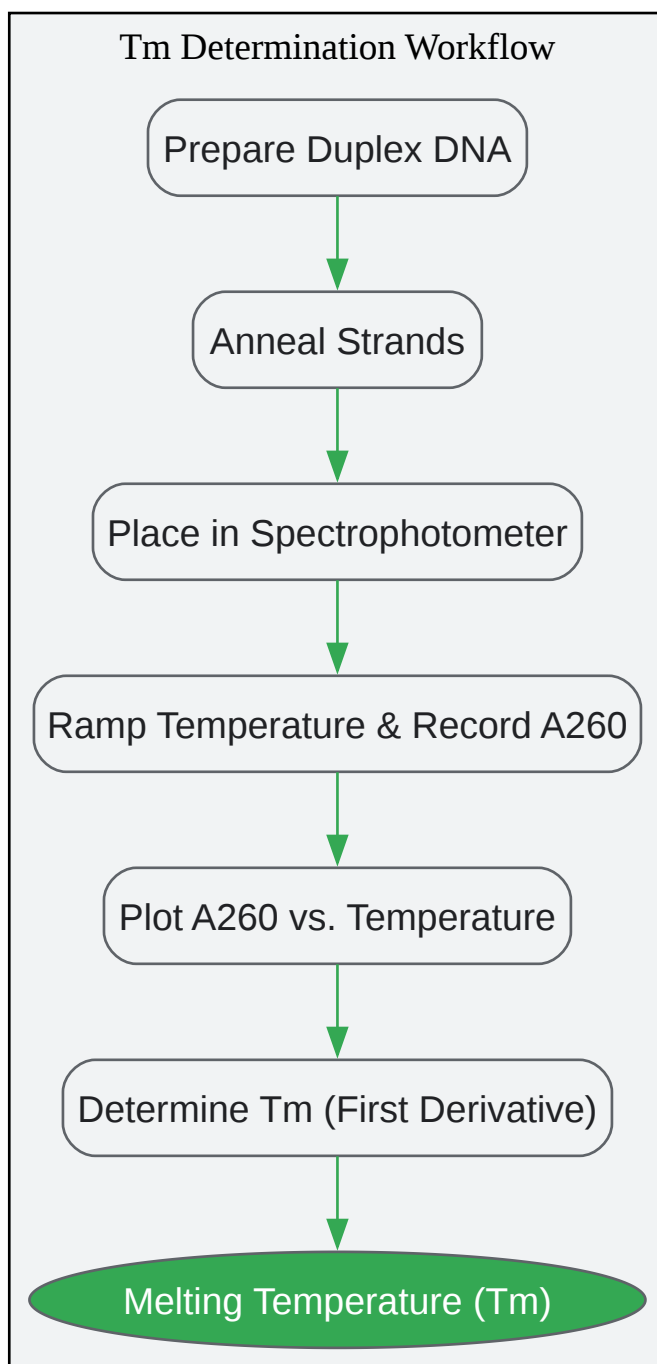 Tm Determination Workflow
Prepare Duplex DNA
Anneal Strands
Place in Spectrophotometer
Ramp Temperature & Record A260
Plot A260 vs. Temperature
Determine Tm (First Derivative)
Melting Temperature (Tm)